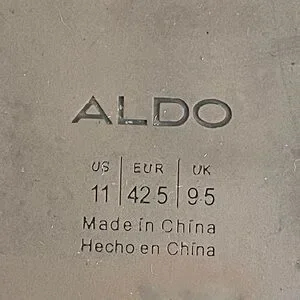 ALDO
US | EUR | UK
11 | 42 5 | 9 5
Made in China
Hecho en China